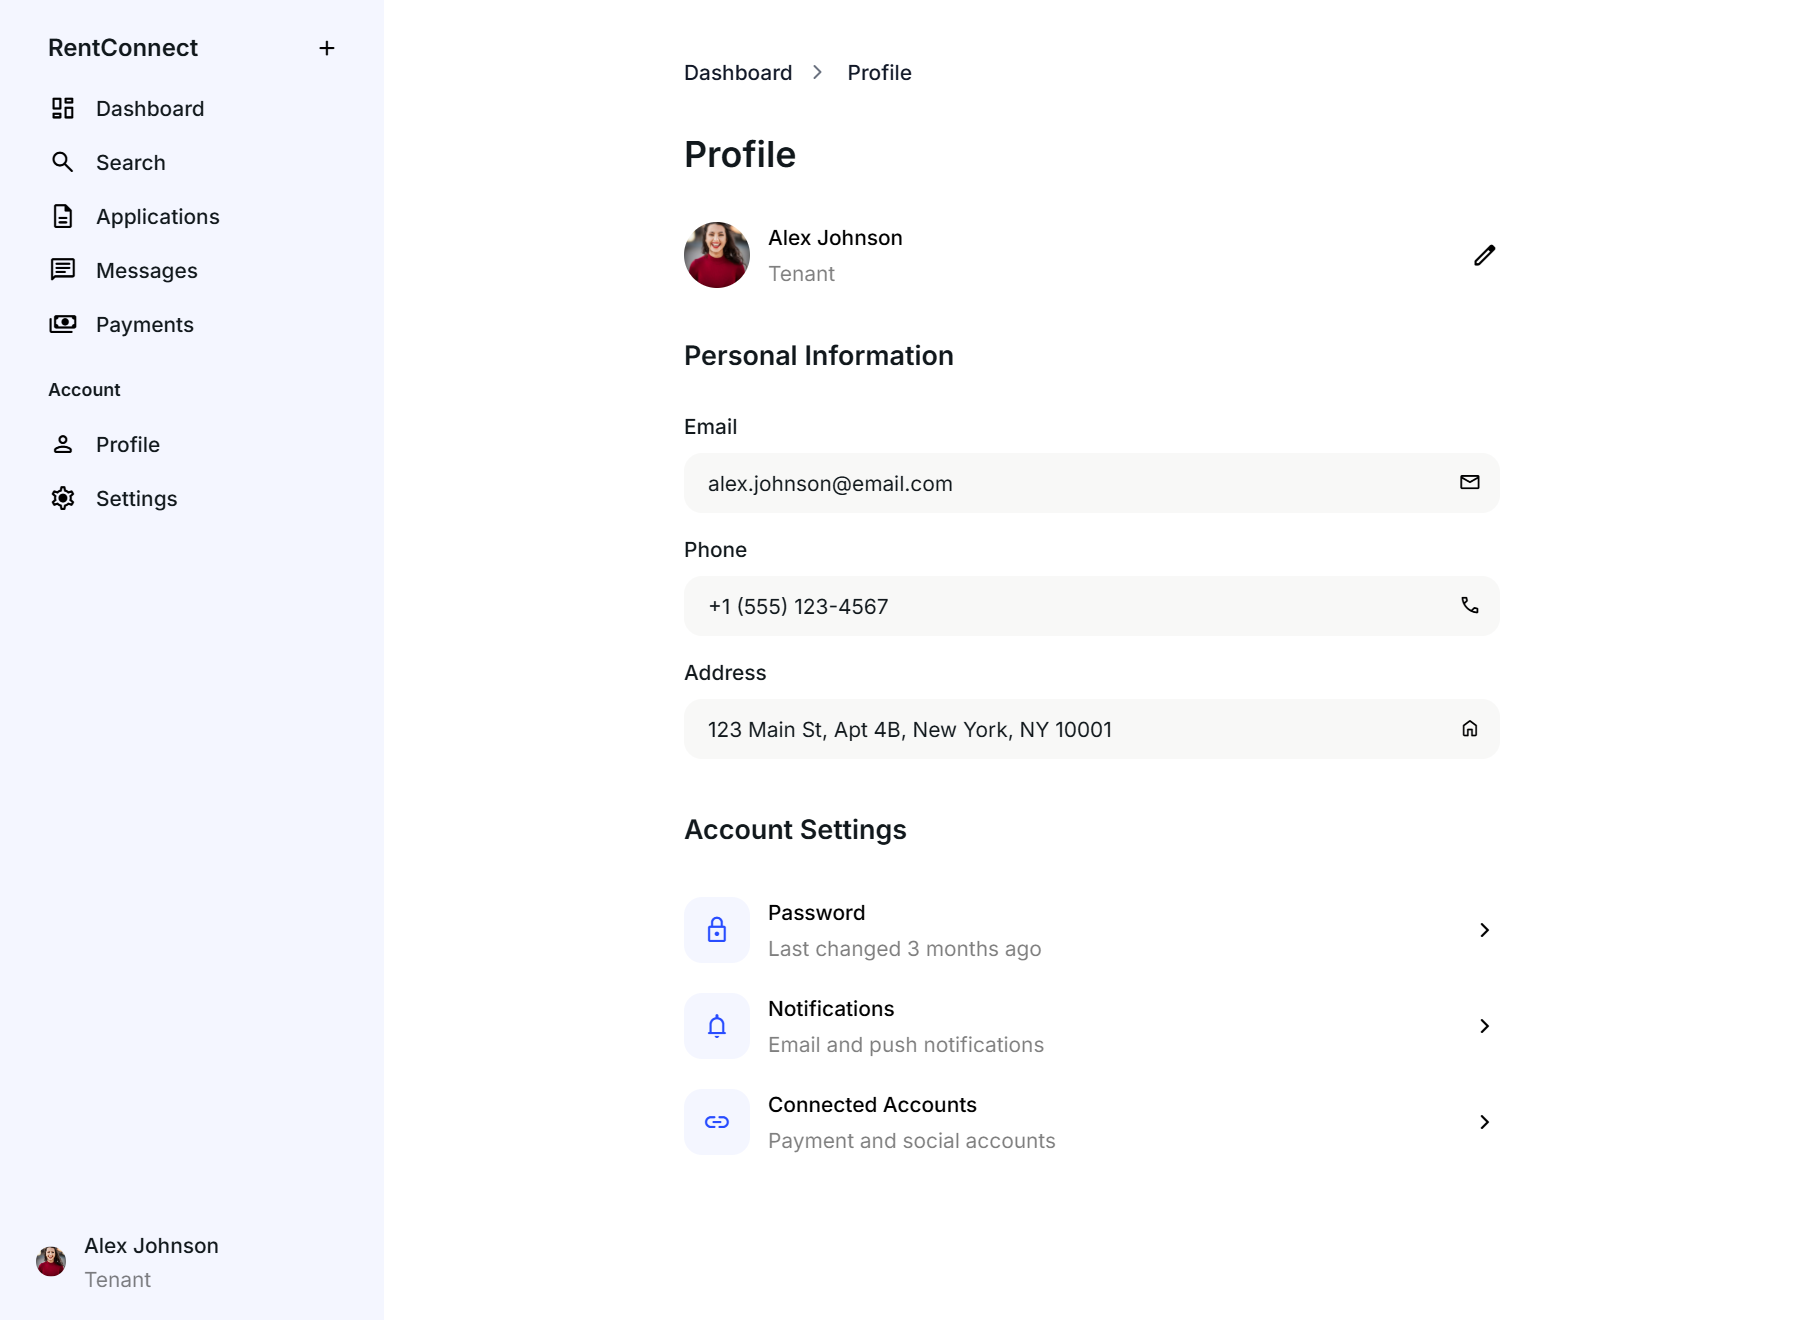 RentConnect
Dashboard
Search
Applications
Messages
Payments
Account
Profile
Settings
Alex Johnson
Tenant
Dashboard > Profile
Profile
Alex Johnson
Tenant
Personal Information
Email
alex.johnson@email.com
Phone
+1 (555) 123-4567
Address
123 Main St, Apt 4B, New York, NY 10001
Account Settings
Password
Last changed 3 months ago
Notifications
Email and push notifications
Connected Accounts
Payment and social accounts